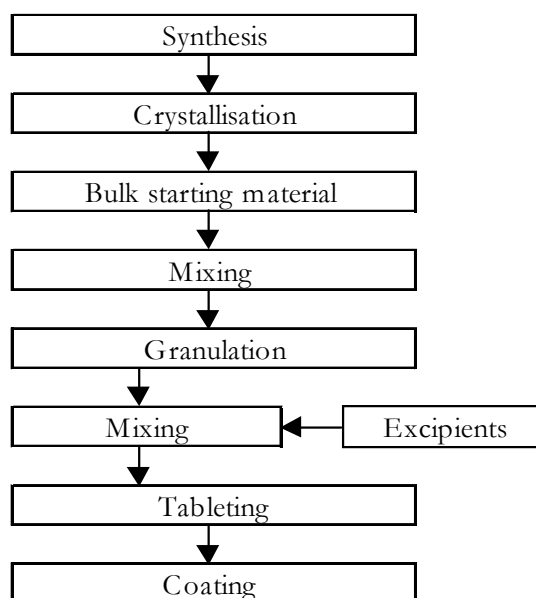 Synthesis
Crystallisation
Bulk starting material
Mixing
Granulation
Mixing
Excipients
Tableting
Coating